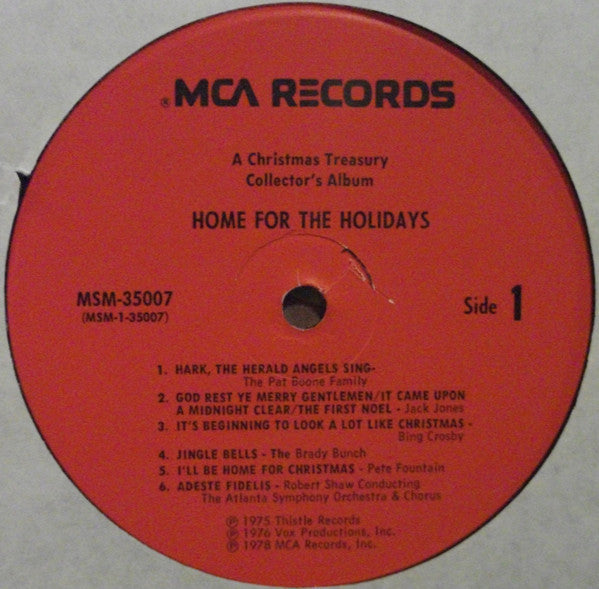 ® MCA RECORDS
A Christmas Treasury
Collector's Album
HOME FOR THE HOLIDAYS
MSM-35007
(MSM-1-35007)
Side 1
1. HARK, THE HERALD ANGELS SING-
The Pat Boone Family
2. GOD REST YE MERRY GENTLEMEN/IT CAME UPON
A MIDNIGHT CLEAR/THE FIRST NOEL - Jack Jones
3. IT'S BEGINNING TO LOOK A LOT LIKE CHRISTMAS -
Bing Crosby
4. JINGLE BELLS - The Brady Bunch
5. I'LL BE HOME FOR CHRISTMAS - Pete Fountain
6. ADESTE FIDELIS - Robert Shaw Conducting
The Atlanta Symphony Orchestra & Chorus
℗ 1975 Thistle Records
℗ 1976 Vox Productions, Inc.
℗ 1978 MCA Records, Inc.